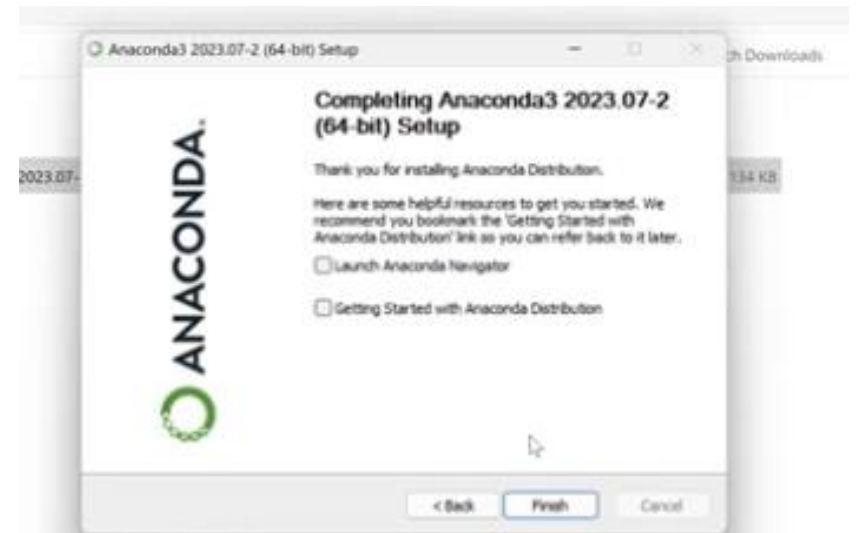 Anaconda3 2023.07-2 (64-bit) Setup
Downloads
Completing Anaconda3 2023.07-2
(64-bit) Setup
ANACONDA.
Thank you for installing Anaconda Distribution.
2023.07-
134 KB
Here are some helpful resources to get you started. We
recommend you bookmark the 'Getting Started with
Anaconda Distribution' link so you can refer back to it later.
Launch Anaconda Navigator
Getting Started with Anaconda Distribution
< Back
Finish
Cancel